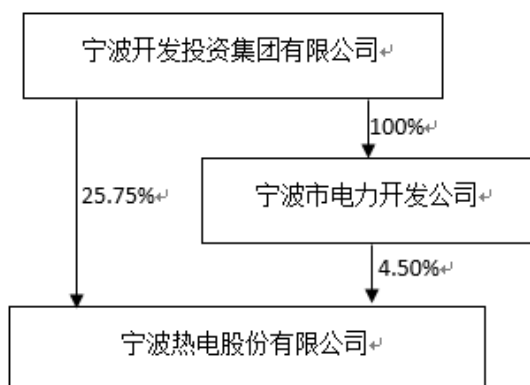 宁波开发投资集团有限公司
100%
25.75%
宁波市电力开发公司
4.50%
宁波热电股份有限公司